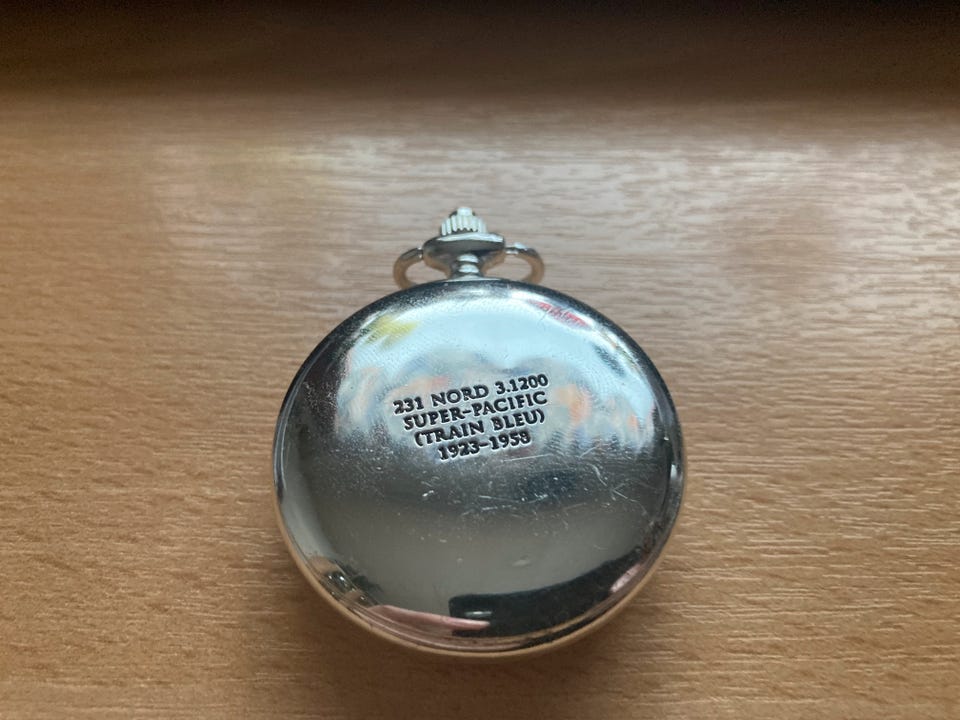 231 NORD 3.1200
SUPER-PACIFIC
(TRAIN BLEU)
1923-1958